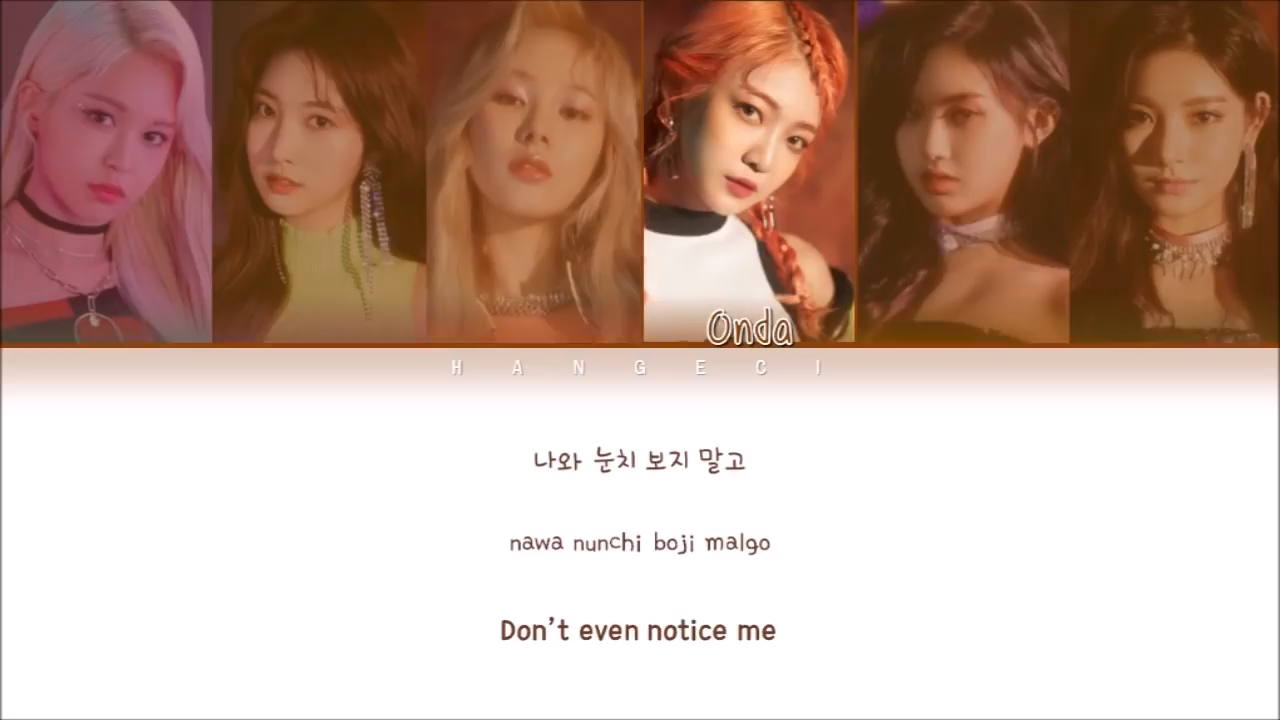 Onda
H A N G E C I
나와 눈치 보지 말고
nawa nunchi boji malgo
Don't even notice me